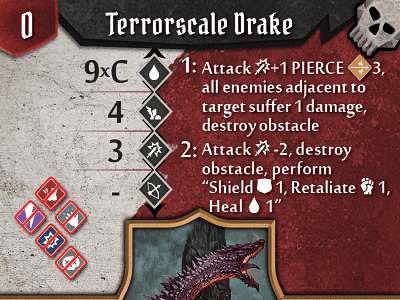 0
Terrorscale Drake
9xC
4
3
-
1: Attack +1 PIERCE 3,
all enemies adjacent to
target suffer 1 damage,
destroy obstacle
2: Attack -2, destroy
obstacle, perform
“Shield 1, Retaliate 1,
Heal 1”